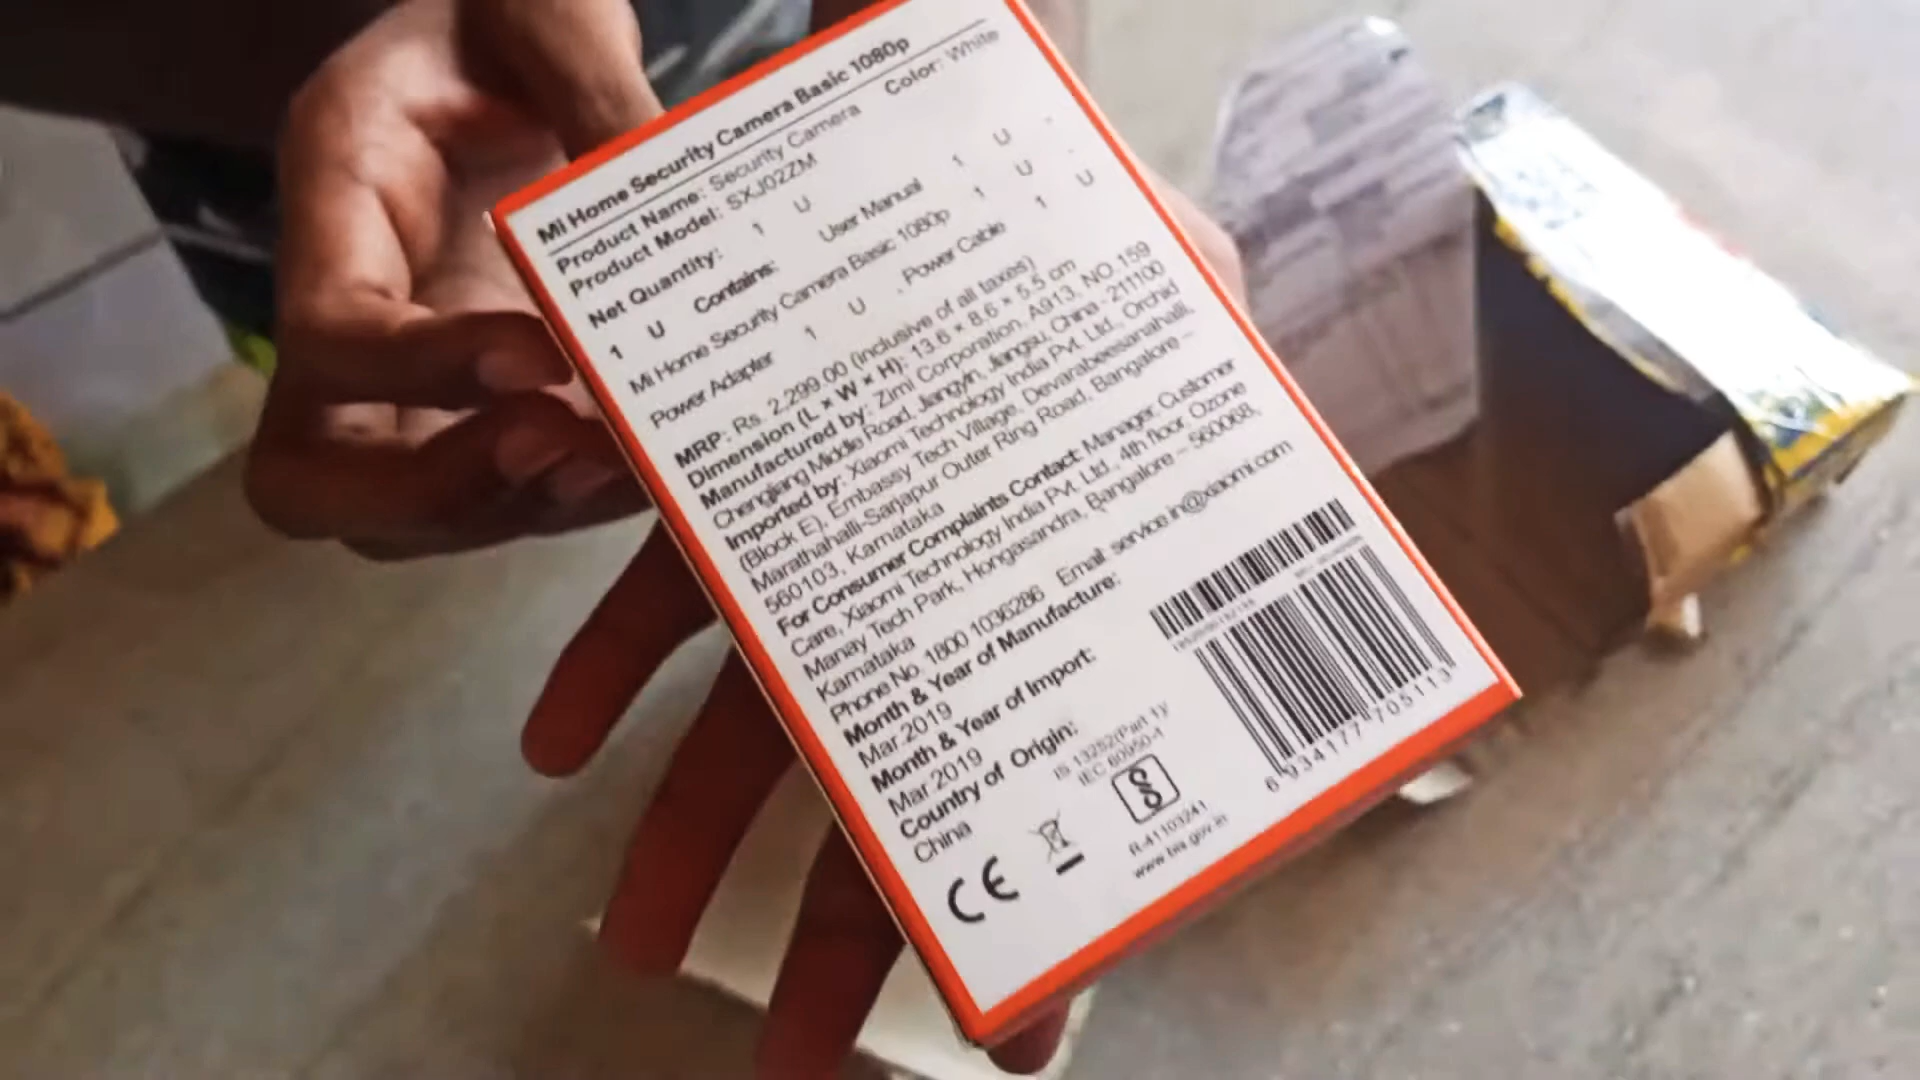 Mi Home Security Camera Basic 1080p
Product Name: Security Camera Color: White
Product Model: SXJ02ZM
Net Quantity: 1 U
1 U Contains: User Manual 1 U
Mi Home Security Camera Basic 1080p 1 U
Power Adapter 1 U Power Cable 1 U
MRP: Rs. 2,299.00 (inclusive of all taxes)
Dimension (L × W × H): 13.6 × 8.6 × 5.5 cm
Manufactured by: Zimi Corporation. A913, NO.159
Chengjiang Middle Road, Jiangyin, Jiangsu, China - 211100
Imported by: Xiaomi Technology India Pvt. Ltd., Orchid
(Block E), Embassy Tech Village, Devarabeesanahalli,
Marathahalli-Sarjapur Outer Ring Road, Bangalore –
560103, Karnataka
For Consumer Complaints Contact: Manager, Customer
Care, Xiaomi Technology India Pvt. Ltd., 4th floor, Ozone
Manay Tech Park, Hongasandra, Bangalore – 560068,
Karnataka
Phone No. 1800 1036286 Email: service.in@xiaomi.com
Month & Year of Manufacture:
Mar.2019
Month & Year of Import:
Mar.2019
Country of Origin:
China
IS 13252(Part 1)/
IEC 60950-1
R-41103241
www.bis.gov.in
CE
6 934177 705113